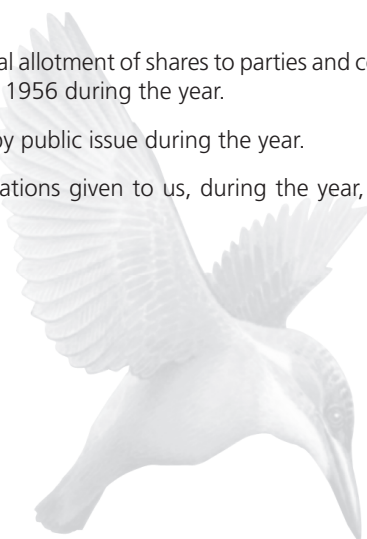 al allotment of shares to parties and c
1956 during the year.
by public issue during the year.
ations given to us, during the year,